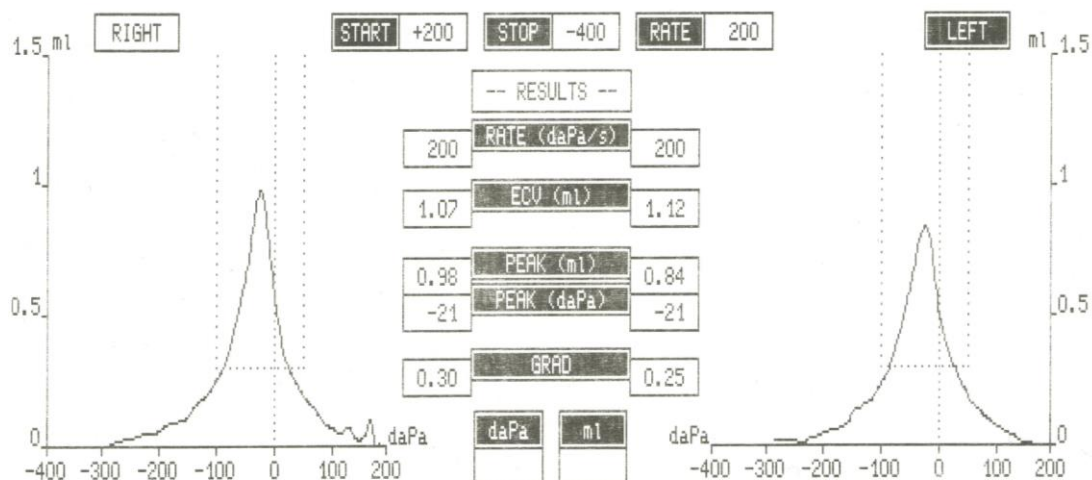 RIGHT START +200 STOP -400 RATE 200 LEFT
1.5 ml ml 1.5
-- RESULTS --
200 RATE (daPa/s) 200
1 1
1.07 ECV (ml) 1.12
0.98 PEAK (ml) 0.84
-21 PEAK (daPa) -21
0.5 0.5
0.30 GRAD 0.25
0 daPa daPa ml daPa 0
-400 -300 -200 -100 0 100 200 -400 -300 -200 -100 0 100 200